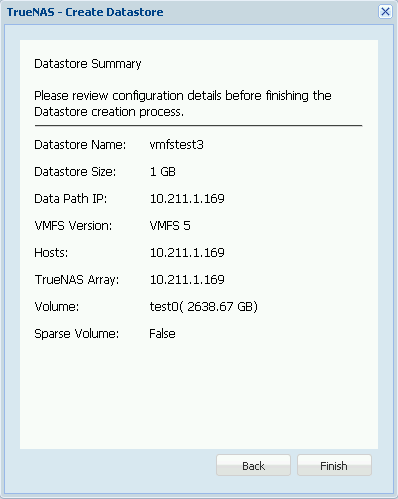 TrueNAS - Create Datastore
Datastore Summary
Please review configuration details before finishing the
Datastore creation process.
Datastore Name: vmfstest3
Datastore Size: 1 GB
Data Path IP: 10.211.1.169
VMFS Version: VMFS 5
Hosts: 10.211.1.169
TrueNAS Array: 10.211.1.169
Volume: test0( 2638.67 GB)
Sparse Volume: False
Back Finish